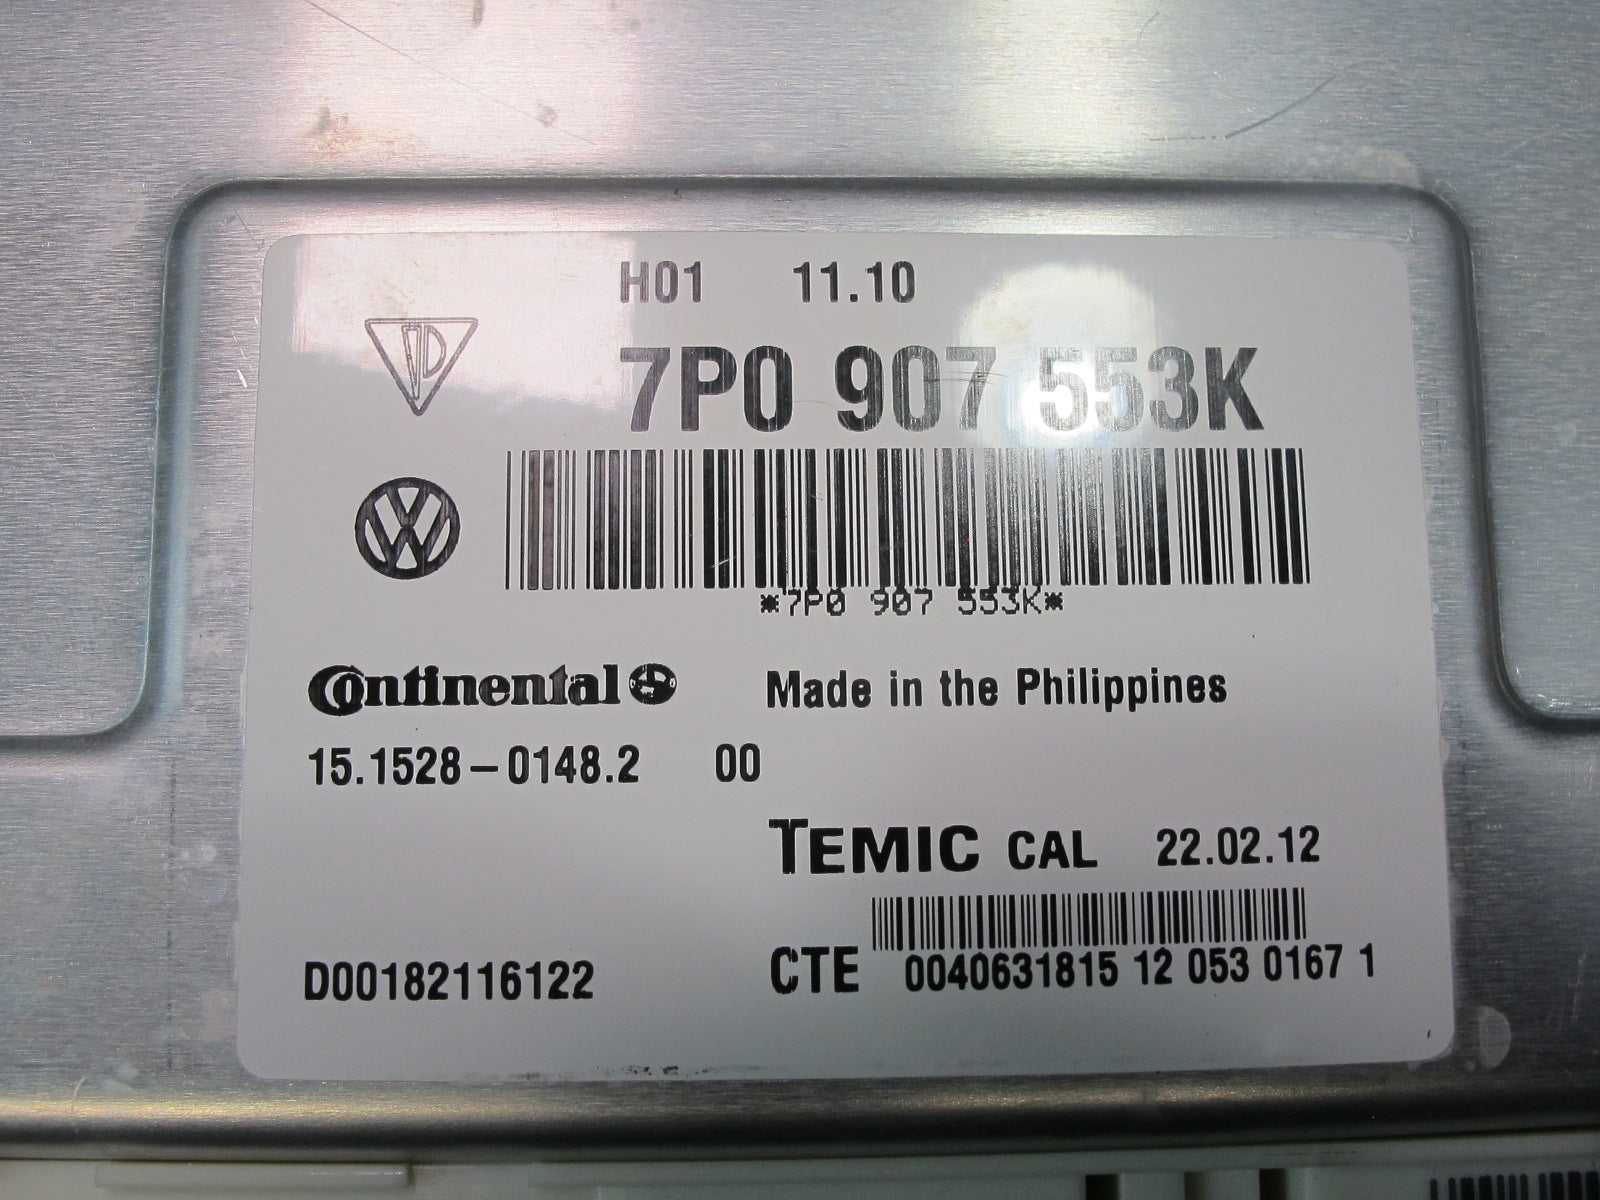 H01 11.10
7P0 907 553K
*7P0 907 553K*
Continental Made in the Philippines
15.1528-0148.2 00
TEMIC CAL 22.02.12
D00182116122 CTE 0040631815 12 053 0167 1